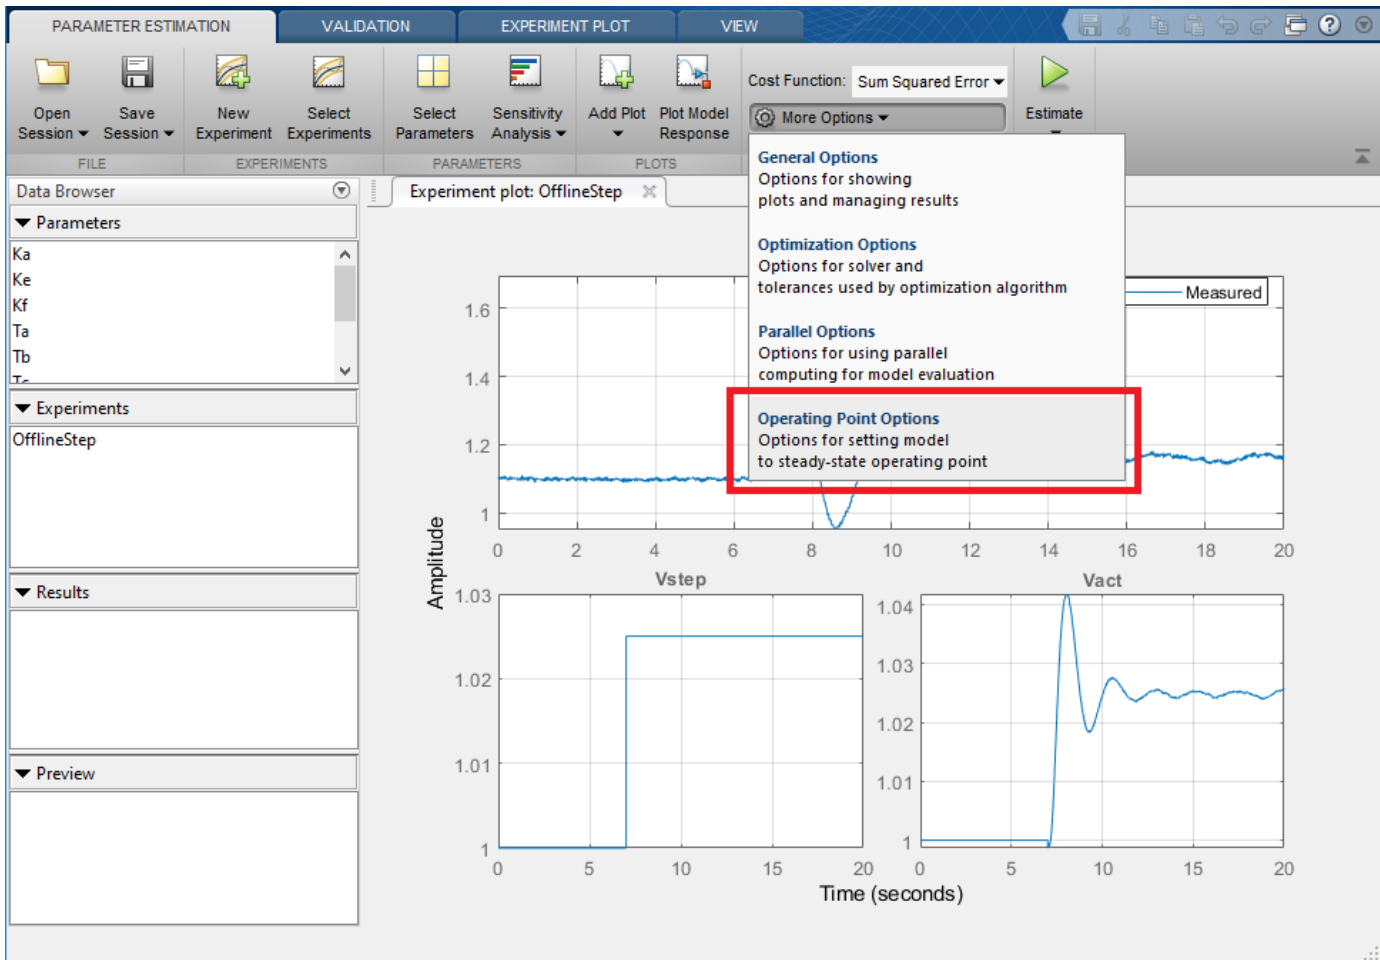 PARAMETER ESTIMATION VALIDATION EXPERIMENT PLOT VIEW
Open Session
Save Session
New Experiment
Select Experiments
Select Parameters
Sensitivity Analysis
Add Plot
Plot Model Response
Cost Function: Sum Squared Error
More Options
Estimate
FILE EXPERIMENTS PARAMETERS PLOTS
General Options
Options for showing
plots and managing results
Optimization Options
Options for solver and
tolerances used by optimization algorithm
Parallel Options
Options for using parallel
computing for model evaluation
Operating Point Options
Options for setting model
to steady-state operating point
Data Browser
Parameters
Ka
Ke
Kf
Ta
Tb
Tc
Experiments
OfflineStep
Results
Preview
Experiment plot: OfflineStep
Measured
1.6
1.4
1.2
1
0 2 4 6 8 10 12 14 16 18 20
Amplitude
Vstep
1.03
1.02
1.01
1
0 5 10 15 20
Vact
1.04
1.03
1.02
1.01
1
0 5 10 15 20
Time (seconds)